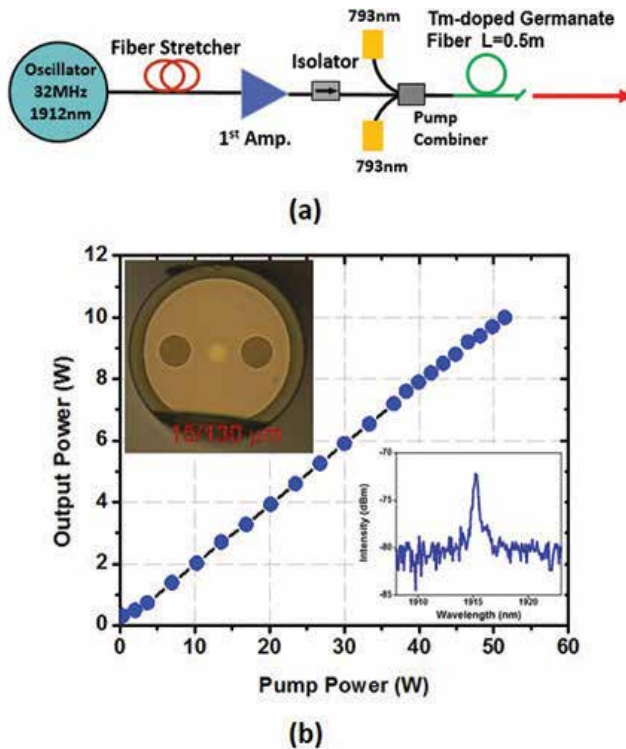 793nm
Tm-doped Germanate
Fiber L=0.5m
Fiber Stretcher
Isolator
Oscillator
32MHz
1912nm
1st Amp.
Pump
Combiner
793nm
(a)
12
10
8
6
4
2
0
Output Power (W)
15/130 μm
-70
-75
-80
-85
Intensity (dBm)
1910
1915
1920
Wavelength (nm)
0
10
20
30
40
50
60
Pump Power (W)
(b)